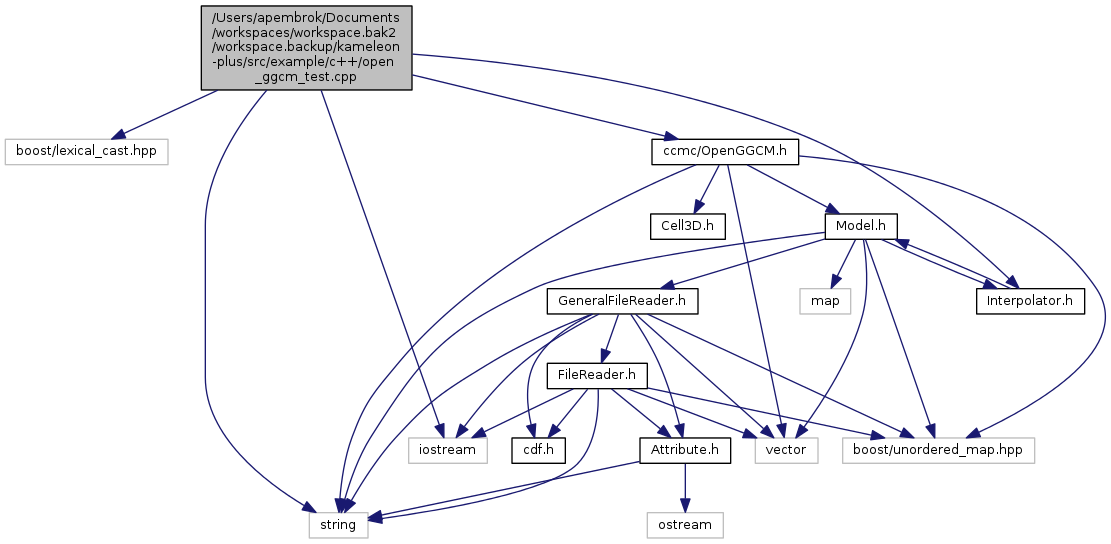 /Users/apembrok/Documents
/workspaces/workspace.bak2
/workspace.backup/kameleon
-plus/src/example/c++/open
_ggcm_test.cpp
boost/lexical_cast.hpp
ccmc/OpenGGCM.h
Cell3D.h
Model.h
GeneralFileReader.h
map
Interpolator.h
FileReader.h
iostream
cdf.h
Attribute.h
vector
boost/unordered_map.hpp
string
ostream